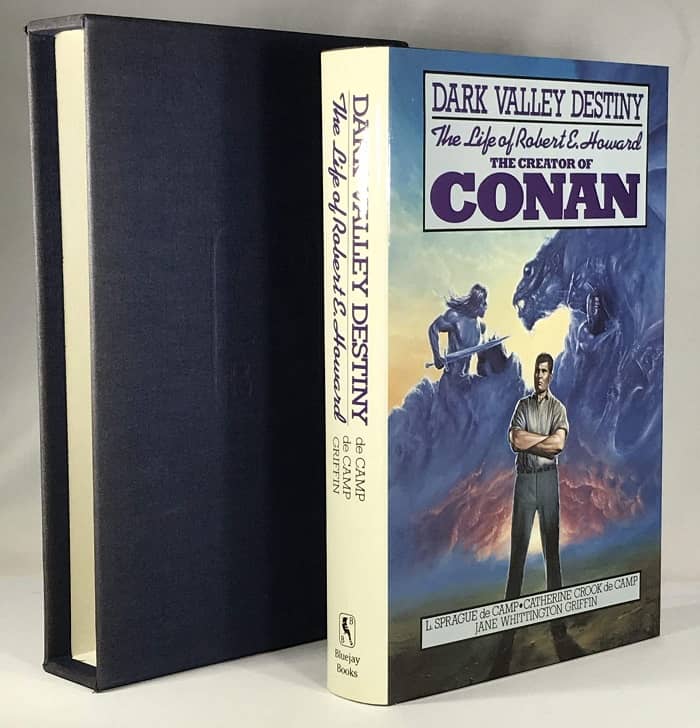 DARK VALLEY DESTINY
The Life of Robert E. Howard
de CAMP
de CAMP
GRIFFIN
B
B
Bluejay
Books
DARK VALLEY DESTINY
The Life of Robert E. Howard
THE CREATOR OF
CONAN
L. SPRAGUE de CAMP • CATHERINE CROOK de CAMP
JANE WHITTINGTON GRIFFIN